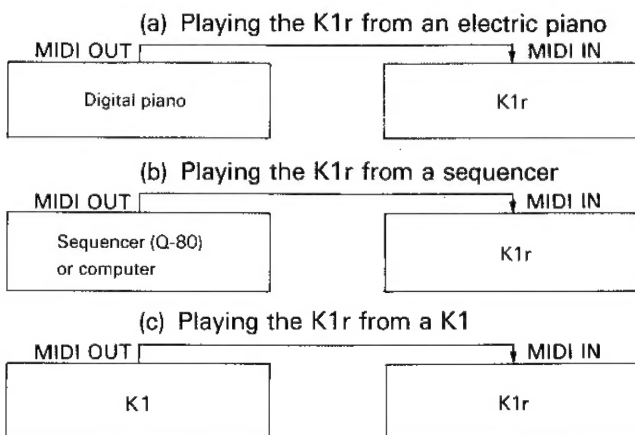 (a) Playing the K1r from an electric piano
MIDI OUT MIDI IN
Digital piano K1r
(b) Playing the K1r from a sequencer
MIDI OUT MIDI IN
Sequencer (Q-80)
or computer
K1r
(c) Playing the K1r from a K1
MIDI OUT MIDI IN
K1 K1r